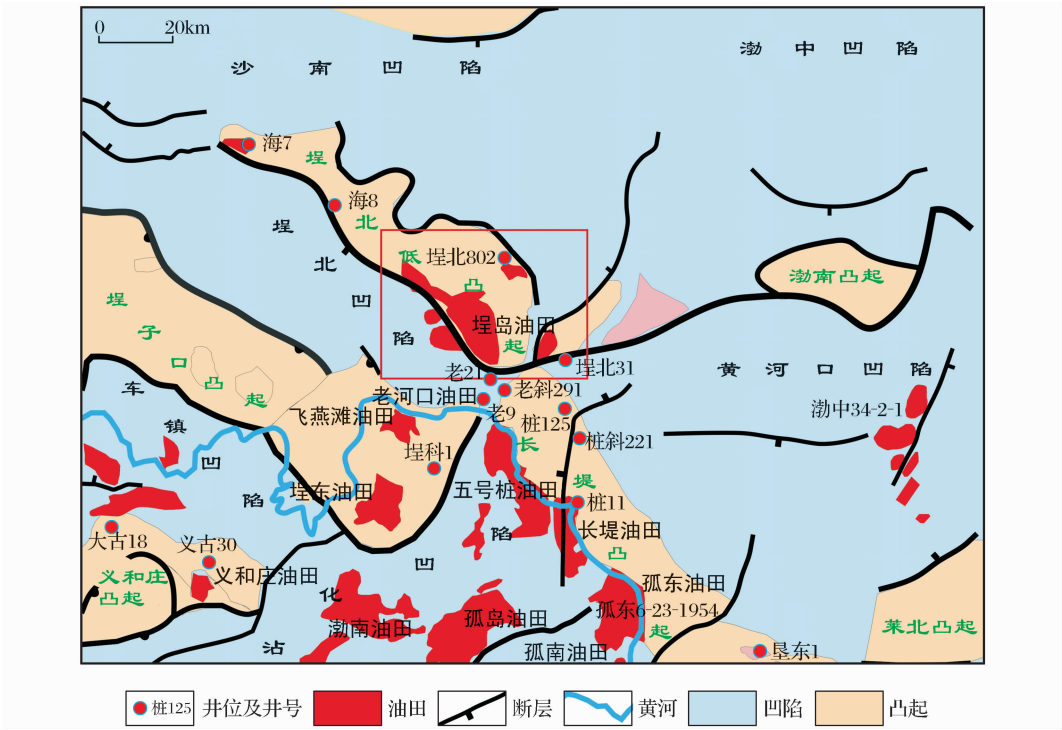 0 20km
沙南凹陷
渤中凹陷
海7
埕北低凸起
海8
埕北凹陷
埕北802
渤南凸起
埕子口凸起
埕岛油田
埕北31
黄河口凹陷
老21
车镇凹陷
老河口油田
老斜291
渤中34-2-1
飞燕滩油田
老9
桩125
长堤凸起
桩斜221
埕科1
埕东油田
五号桩油田
桩11
大古18
义古30
长堤油田
沾化凹陷
义和庄凸起
义和庄油田
孤东油田
孤东6-23-1954
渤南油田
孤岛油田
莱北凸起
孤南油田
垦东1
桩125 井位及井号
油田
断层
黄河
凹陷
凸起